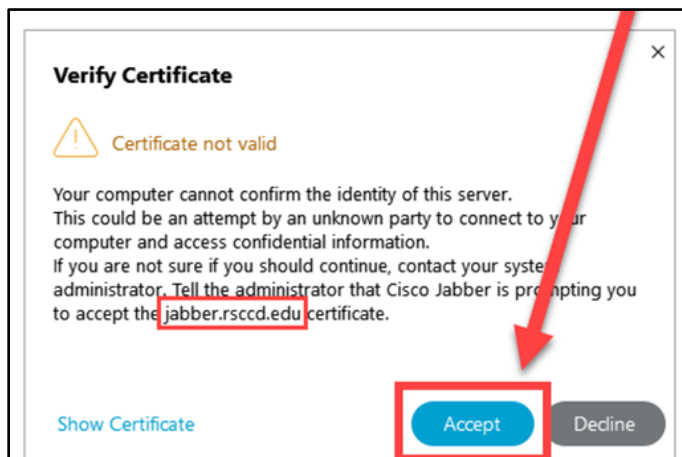 Verify Certificate
Certificate not valid
Your computer cannot confirm the identity of this server.
This could be an attempt by an unknown party to connect to your
computer and access confidential information.
If you are not sure if you should continue, contact your system
administrator. Tell the administrator that Cisco Jabber is prompting you
to accept the jabber.rsccd.edu certificate.
Show Certificate Accept Decline